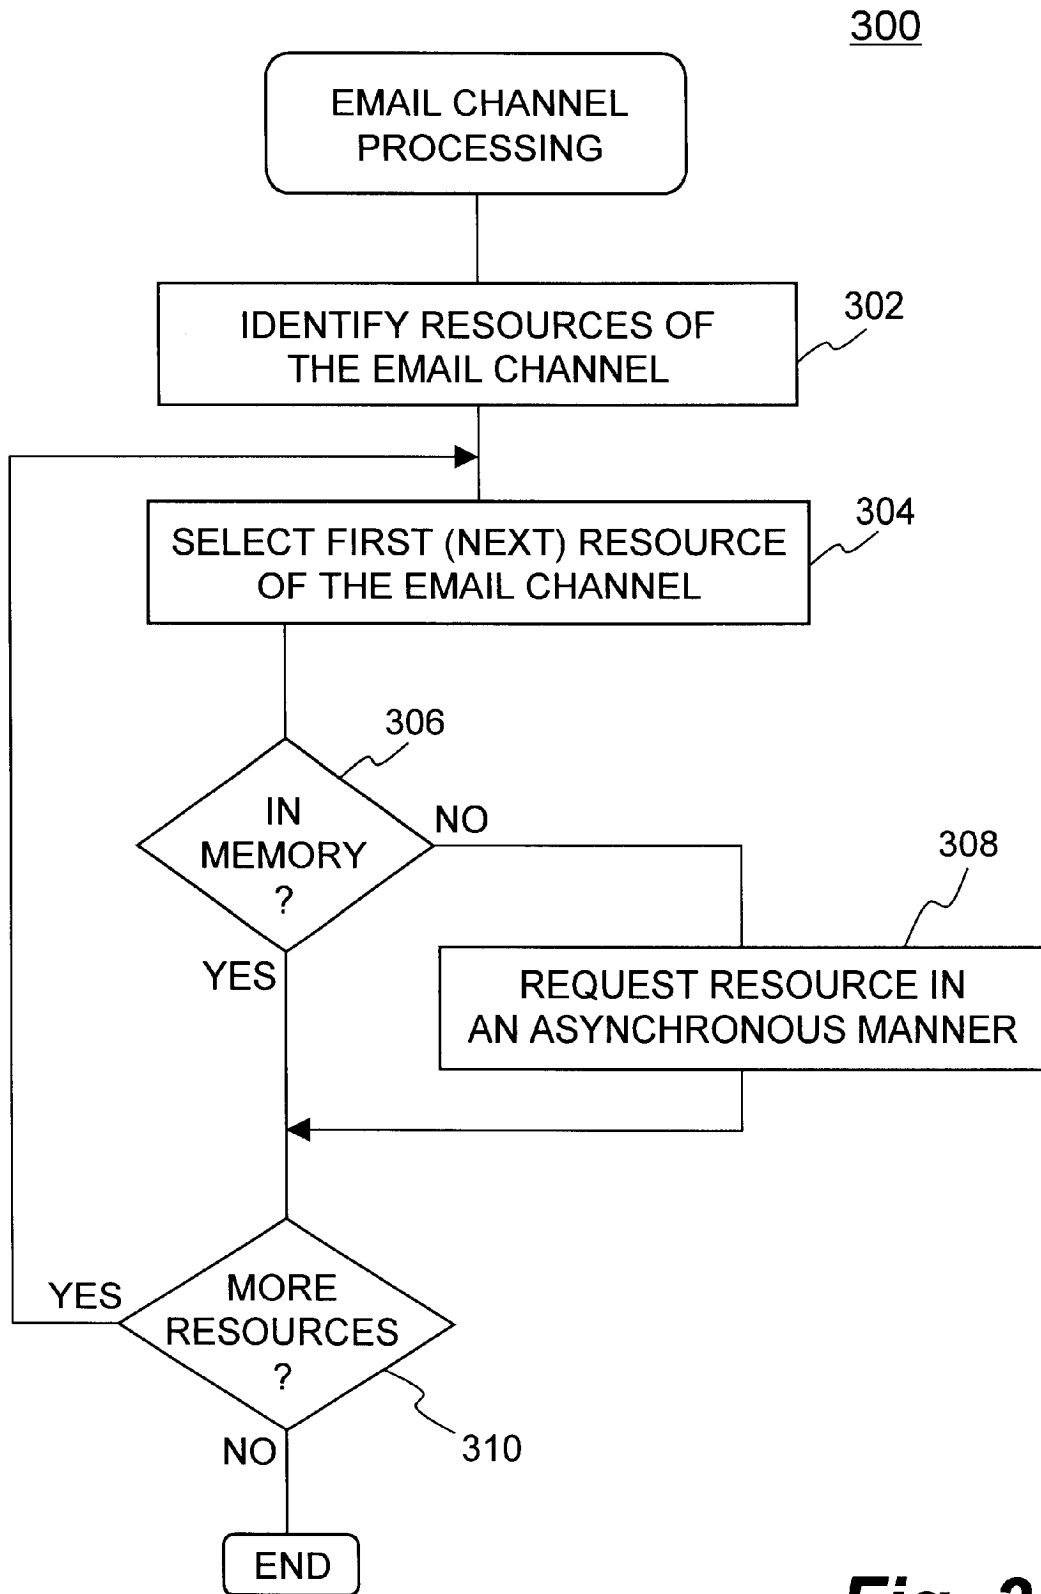 300
EMAIL CHANNEL
PROCESSING
302
IDENTIFY RESOURCES OF
THE EMAIL CHANNEL
304
SELECT FIRST (NEXT) RESOURCE
OF THE EMAIL CHANNEL
306
IN
MEMORY
?
NO
YES
308
REQUEST RESOURCE IN
AN ASYNCHRONOUS MANNER
YES
MORE
RESOURCES
?
310
NO
END